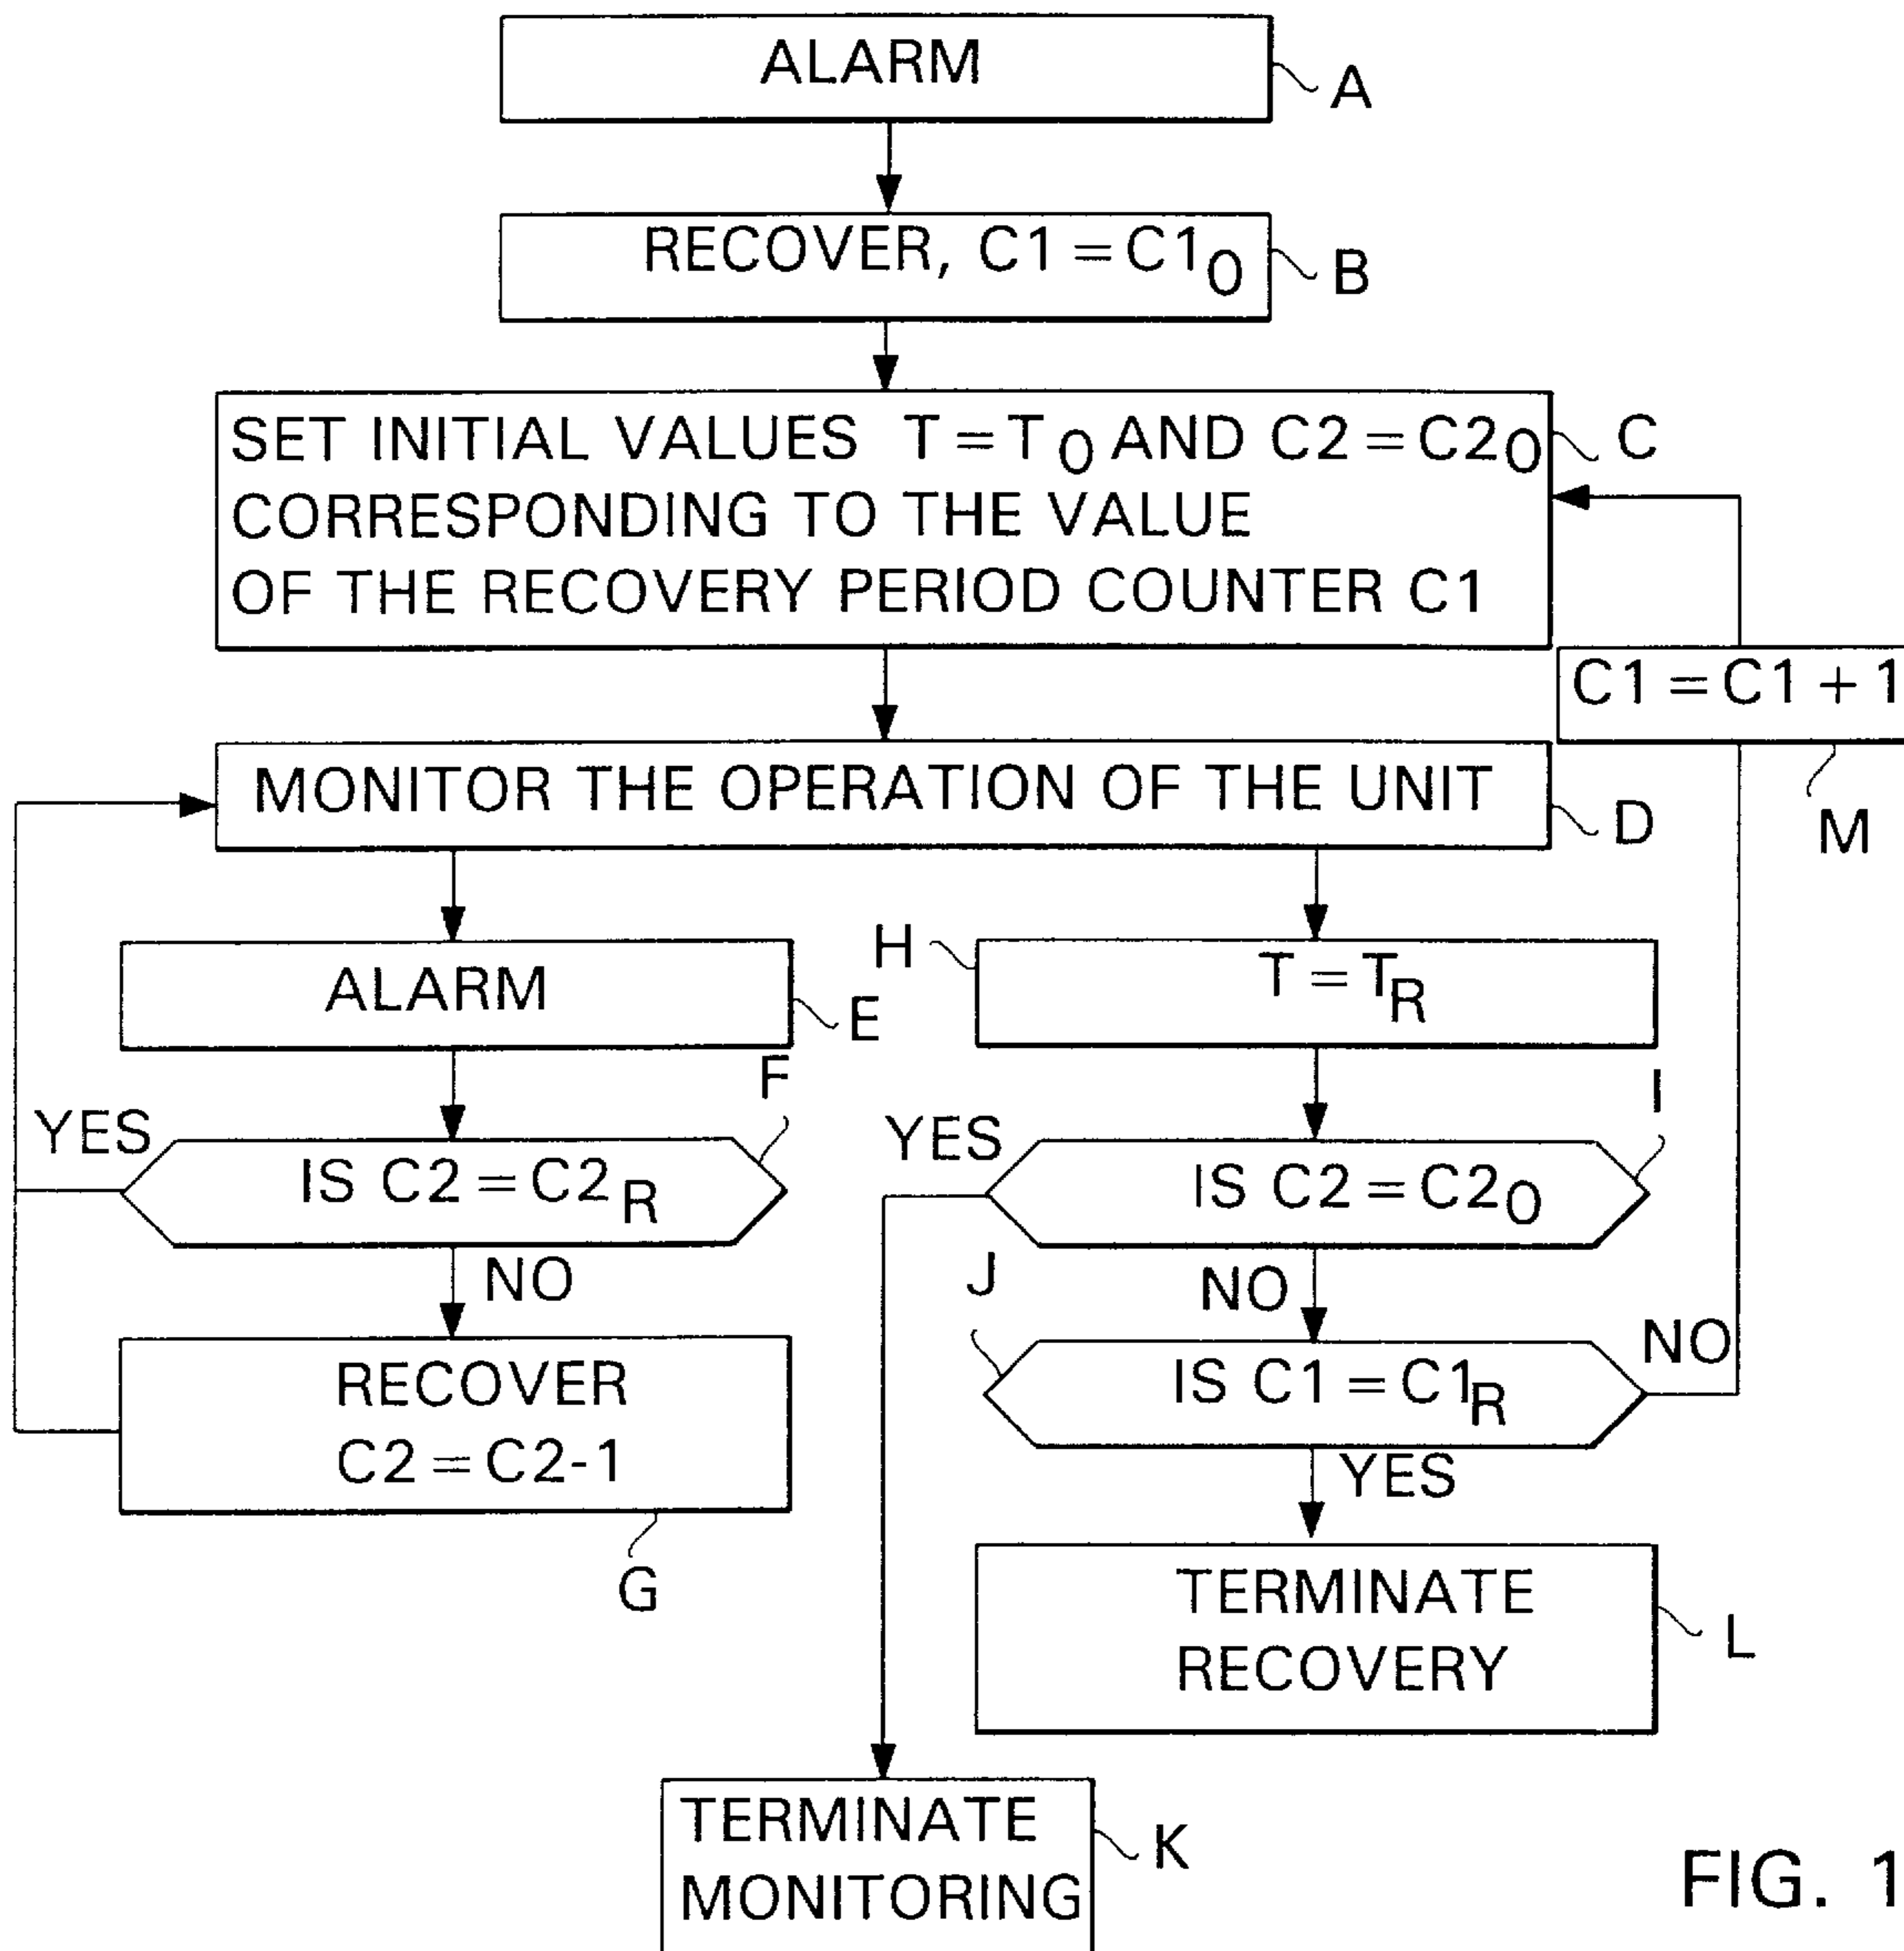 ALARM
A
RECOVER, C1=C1₀
B
SET INITIAL VALUES T=T₀ AND C2=C2₀
CORRESPONDING TO THE VALUE
OF THE RECOVERY PERIOD COUNTER C1
C
C1=C1+1
M
MONITOR THE OPERATION OF THE UNIT
D
ALARM
E
H
T=T_R
F
YES
IS C2=C2_R
NO
I
YES
IS C2=C2₀
NO
J
IS C1=C1_R
NO
YES
RECOVER
C2=C2-1
G
TERMINATE
RECOVERY
L
TERMINATE
MONITORING
K
FIG. 1